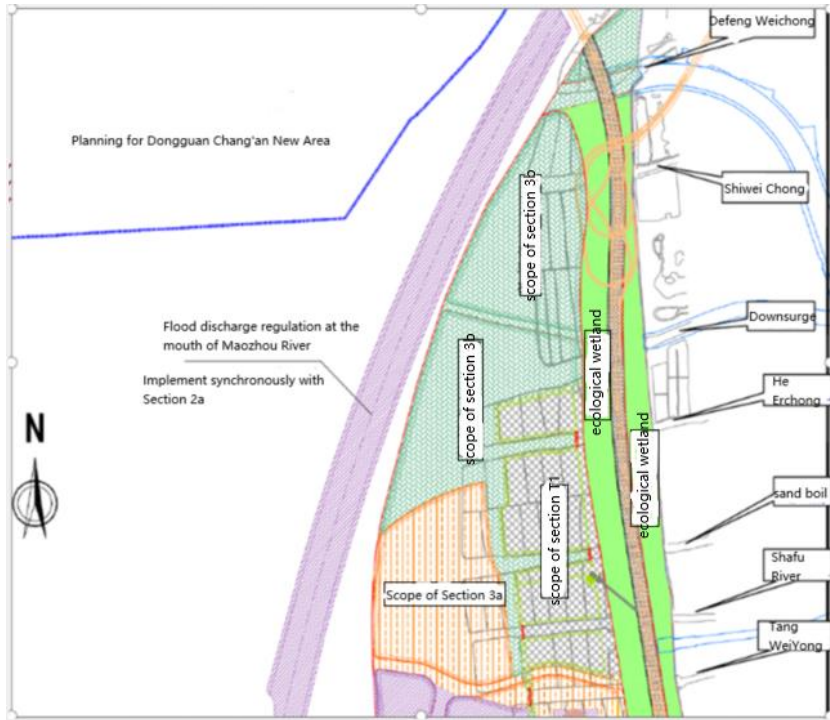 Defeng Weichong
Planning for Dongguan Chang'an New Area
Shiwei Chong
scope of section 3b
Downsurge
Flood discharge regulation at the
mouth of Maozhou River
Implement synchronously with
Section 2a
scope of section 3b
ecological wetland
He
Erchong
N
ecological wetland
sand boil
scope of section T1
Shafu
River
Scope of Section 3a
Tang
WeiYong